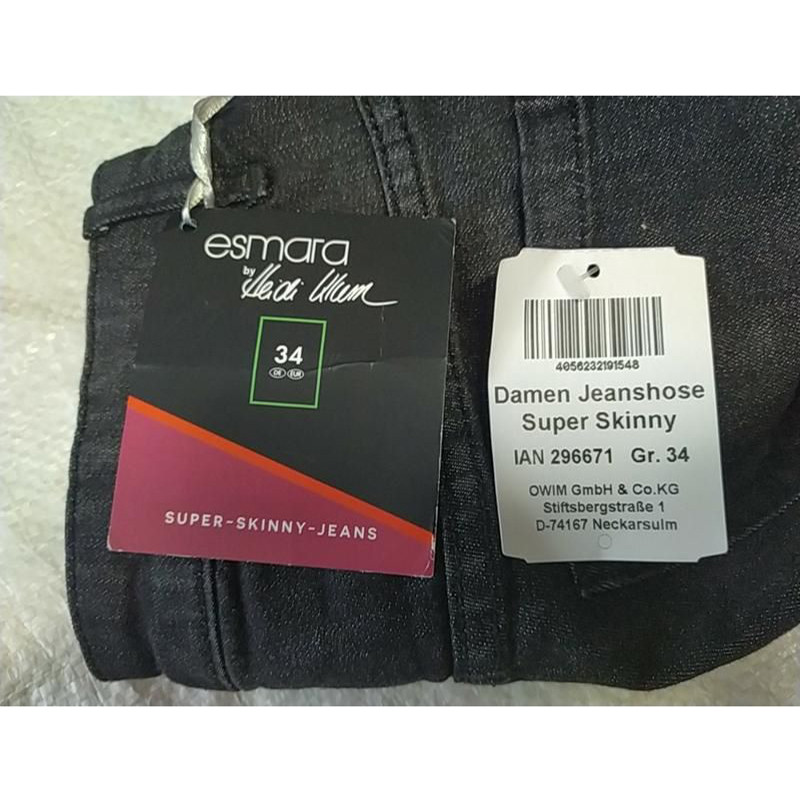 esmara
by Heidi Klum
34
DE EUR
SUPER-SKINNY-JEANS
4056232191548
Damen Jeanshose
Super Skinny
IAN 296671 Gr. 34
OWIM GmbH & Co.KG
Stiftsbergstraße 1
D-74167 Neckarsulm